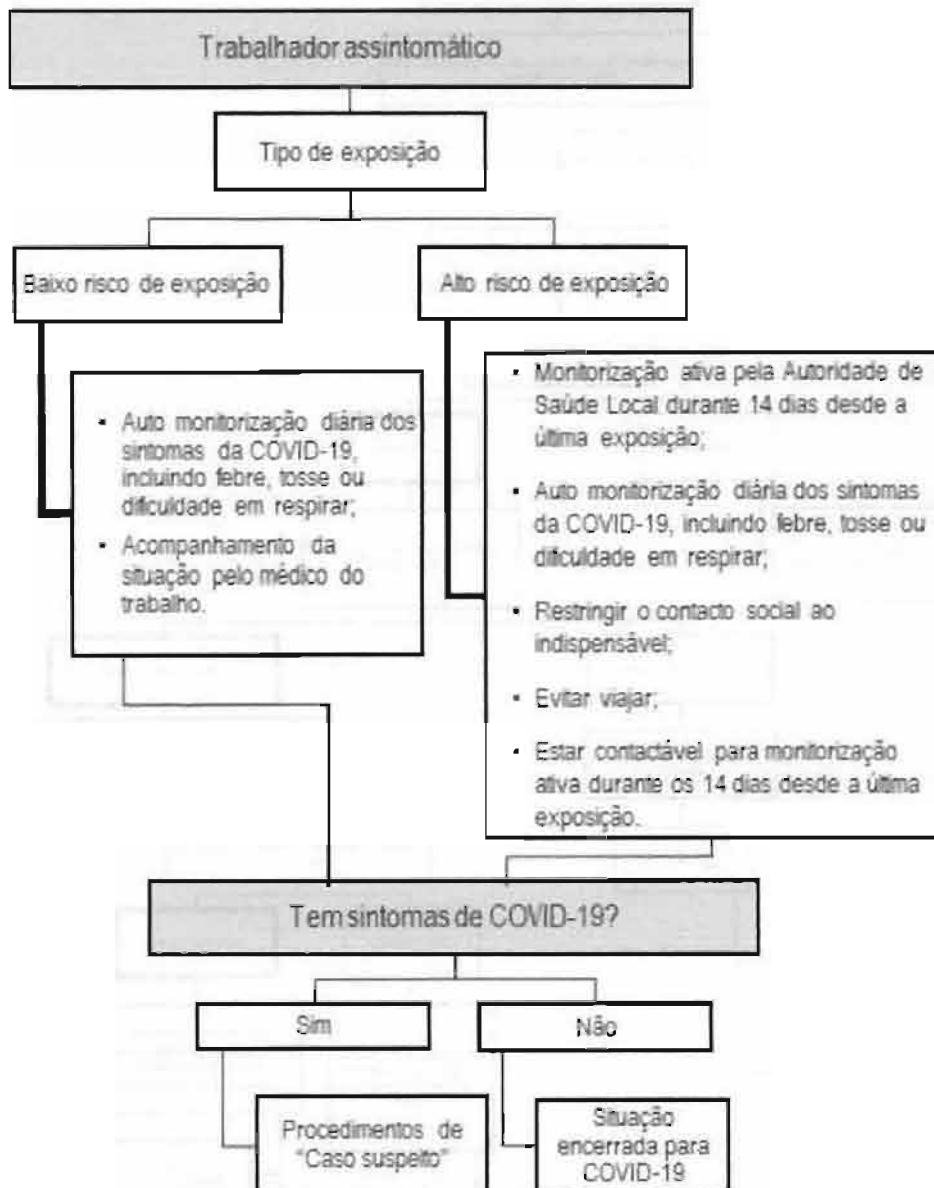 Trabalhador assintomático
Tipo de exposição
Baixo risco de exposição
Alto risco de exposição
▪ Auto monitorização diária dos
sintomas da COVID-19,
incluindo febre, tosse ou
dificuldade em respirar;
▪ Acompanhamento da
situação pelo médico do
trabalho.
▪ Monitorização ativa pela Autoridade de
Saúde Local durante 14 dias desde a
última exposição;
▪ Auto monitorização diária dos sintomas
da COVID-19, incluindo febre, tosse ou
dificuldade em respirar;
▪ Restringir o contacto social ao
indispensável;
▪ Evitar viajar;
▪ Estar contactável para monitorização
ativa durante os 14 dias desde a última
exposição.
Tem sintomas de COVID-19?
Sim
Não
Procedimentos de
"Caso suspeito"
Situação
encerrada para
COVID-19